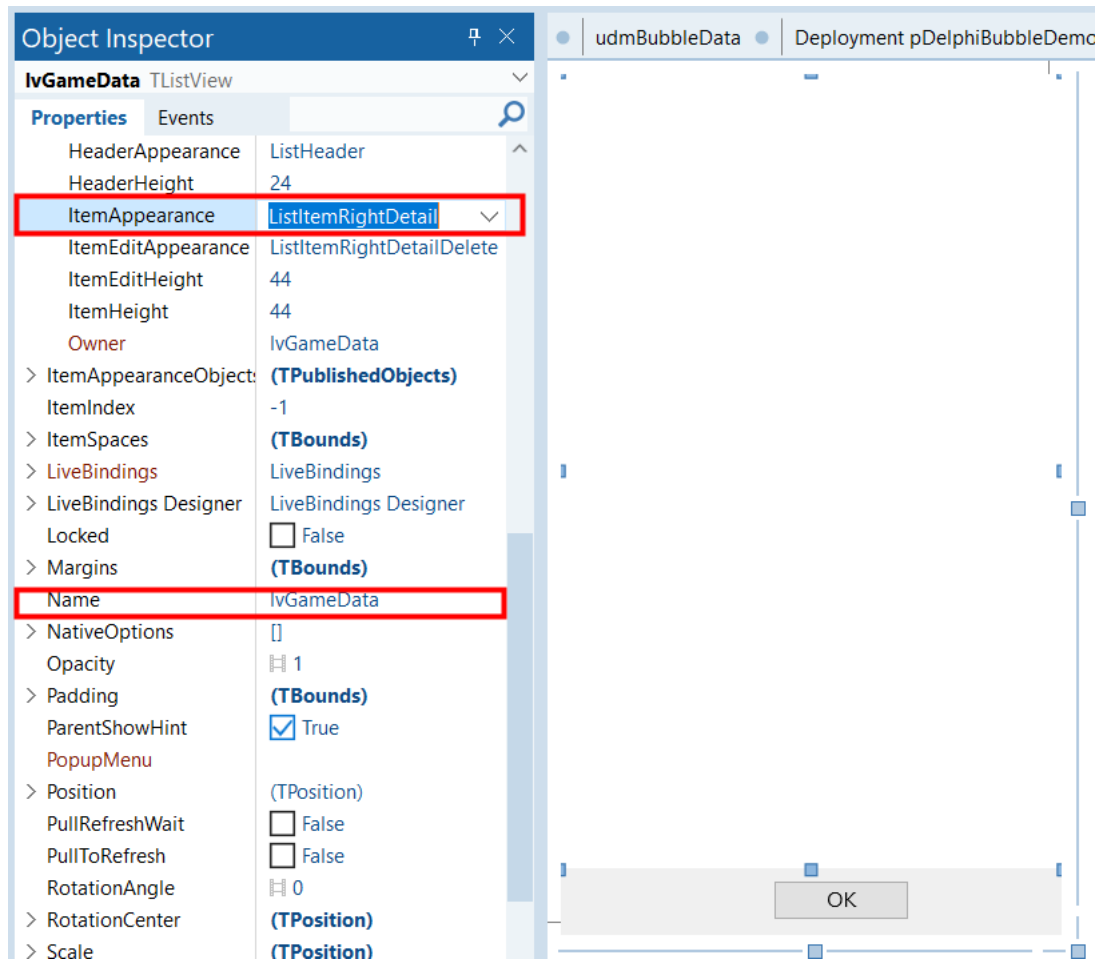 Object Inspector
udmBubbleData
Deployment pDelphiBubbleDemo
lvGameData TListView
Properties Events
HeaderAppearance ListHeader
HeaderHeight 24
ItemAppearance ListItemRightDetail
ItemEditAppearance ListItemRightDetailDelete
ItemEditHeight 44
ItemHeight 44
Owner lvGameData
ItemAppearanceObjects (TPublishedObjects)
ItemIndex -1
ItemSpaces (TBounds)
LiveBindings LiveBindings
LiveBindings Designer LiveBindings Designer
Locked False
Margins (TBounds)
Name lvGameData
NativeOptions []
Opacity 1
Padding (TBounds)
ParentShowHint True
PopupMenu
Position (TPosition)
PullRefreshWait False
PullToRefresh False
RotationAngle 0
RotationCenter (TPosition)
Scale (TPosition)
OK